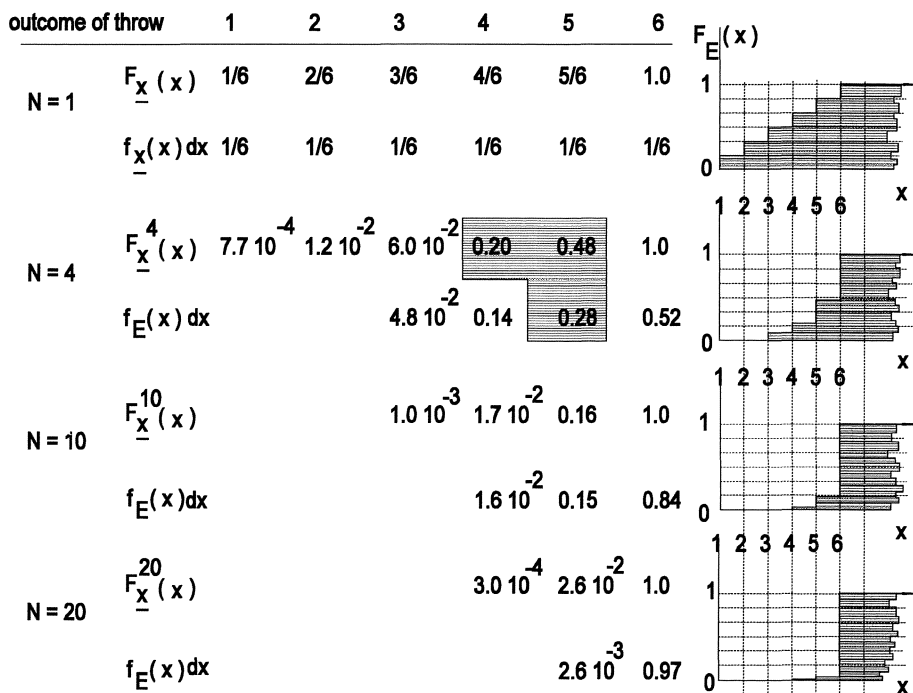 outcome of throw 1 2 3 4 5 6
F_E(x)
N = 1
F_x(x) 1/6 2/6 3/6 4/6 5/6 1.0
f_x(x)dx 1/6 1/6 1/6 1/6 1/6 1/6
1
0
x
1 2 3 4 5 6
N = 4
F_x^4(x) 7.7 10^-4 1.2 10^-2 6.0 10^-2 0.20 0.48 1.0
f_E(x)dx 4.8 10^-2 0.14 0.28 0.52
1
0
x
1 2 3 4 5 6
N = 10
F_x^10(x) 1.0 10^-3 1.7 10^-2 0.16 1.0
f_E(x)dx 1.6 10^-2 0.15 0.84
1
0
x
1 2 3 4 5 6
N = 20
F_x^20(x) 3.0 10^-4 2.6 10^-2 1.0
f_E(x)dx 2.6 10^-3 0.97
1
0
x